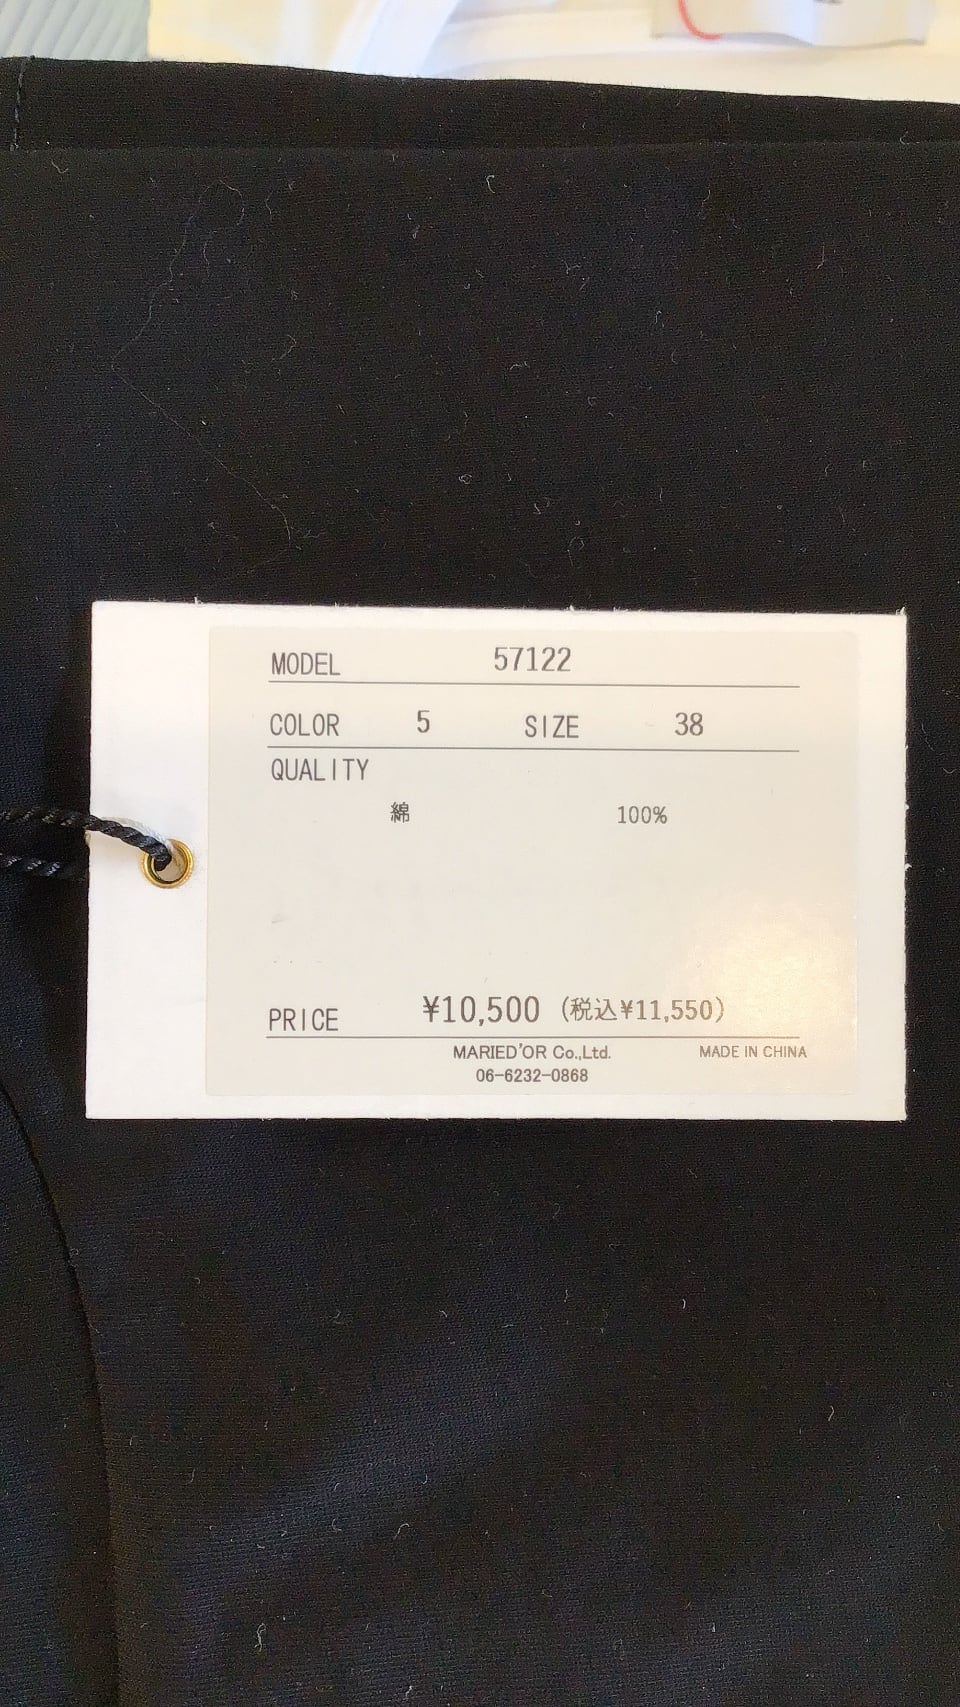 MODEL 57122
COLOR 5 SIZE 38
QUALITY
綿 100%
PRICE ¥10,500 (税込¥11,550)
MARIED'OR Co.,Ltd. MADE IN CHINA
06-6232-0868